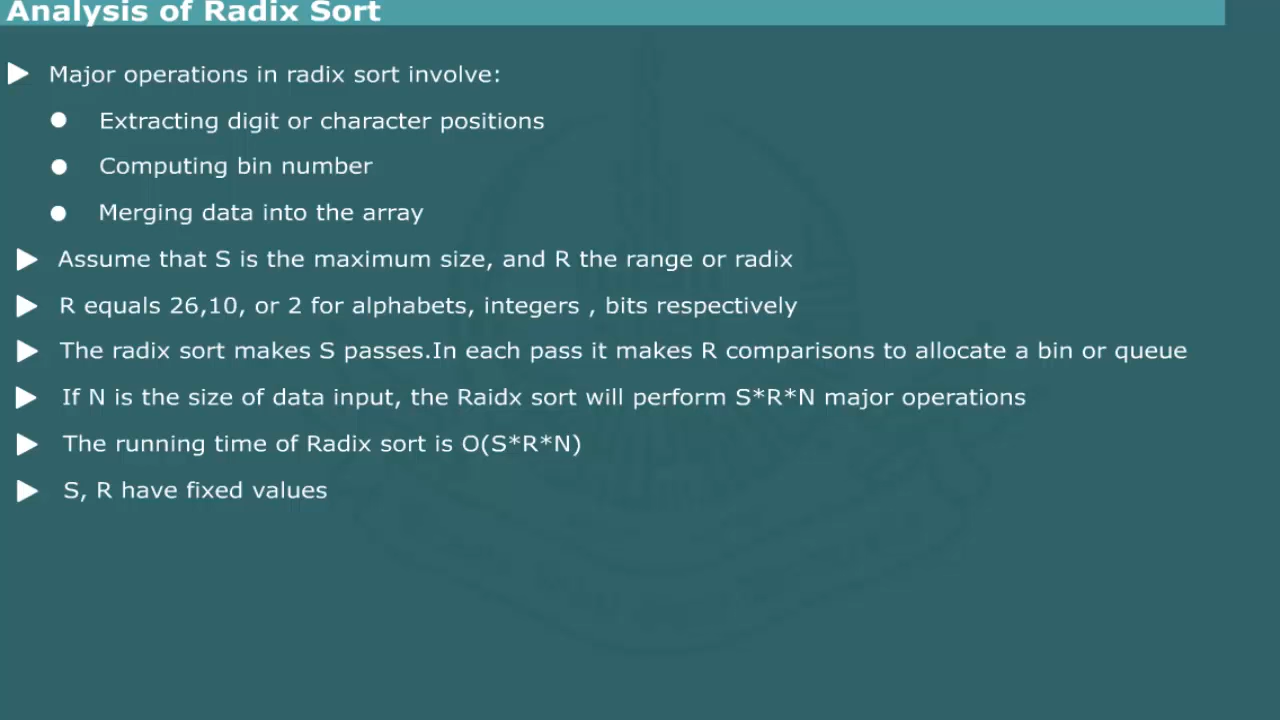 Analysis of Radix Sort
Major operations in radix sort involve:
Extracting digit or character positions
Computing bin number
Merging data into the array
Assume that S is the maximum size, and R the range or radix
R equals 26,10, or 2 for alphabets, integers , bits respectively
The radix sort makes S passes.In each pass it makes R comparisons to allocate a bin or queue
If N is the size of data input, the Raidx sort will perform S*R*N major operations
The running time of Radix sort is O(S*R*N)
S, R have fixed values